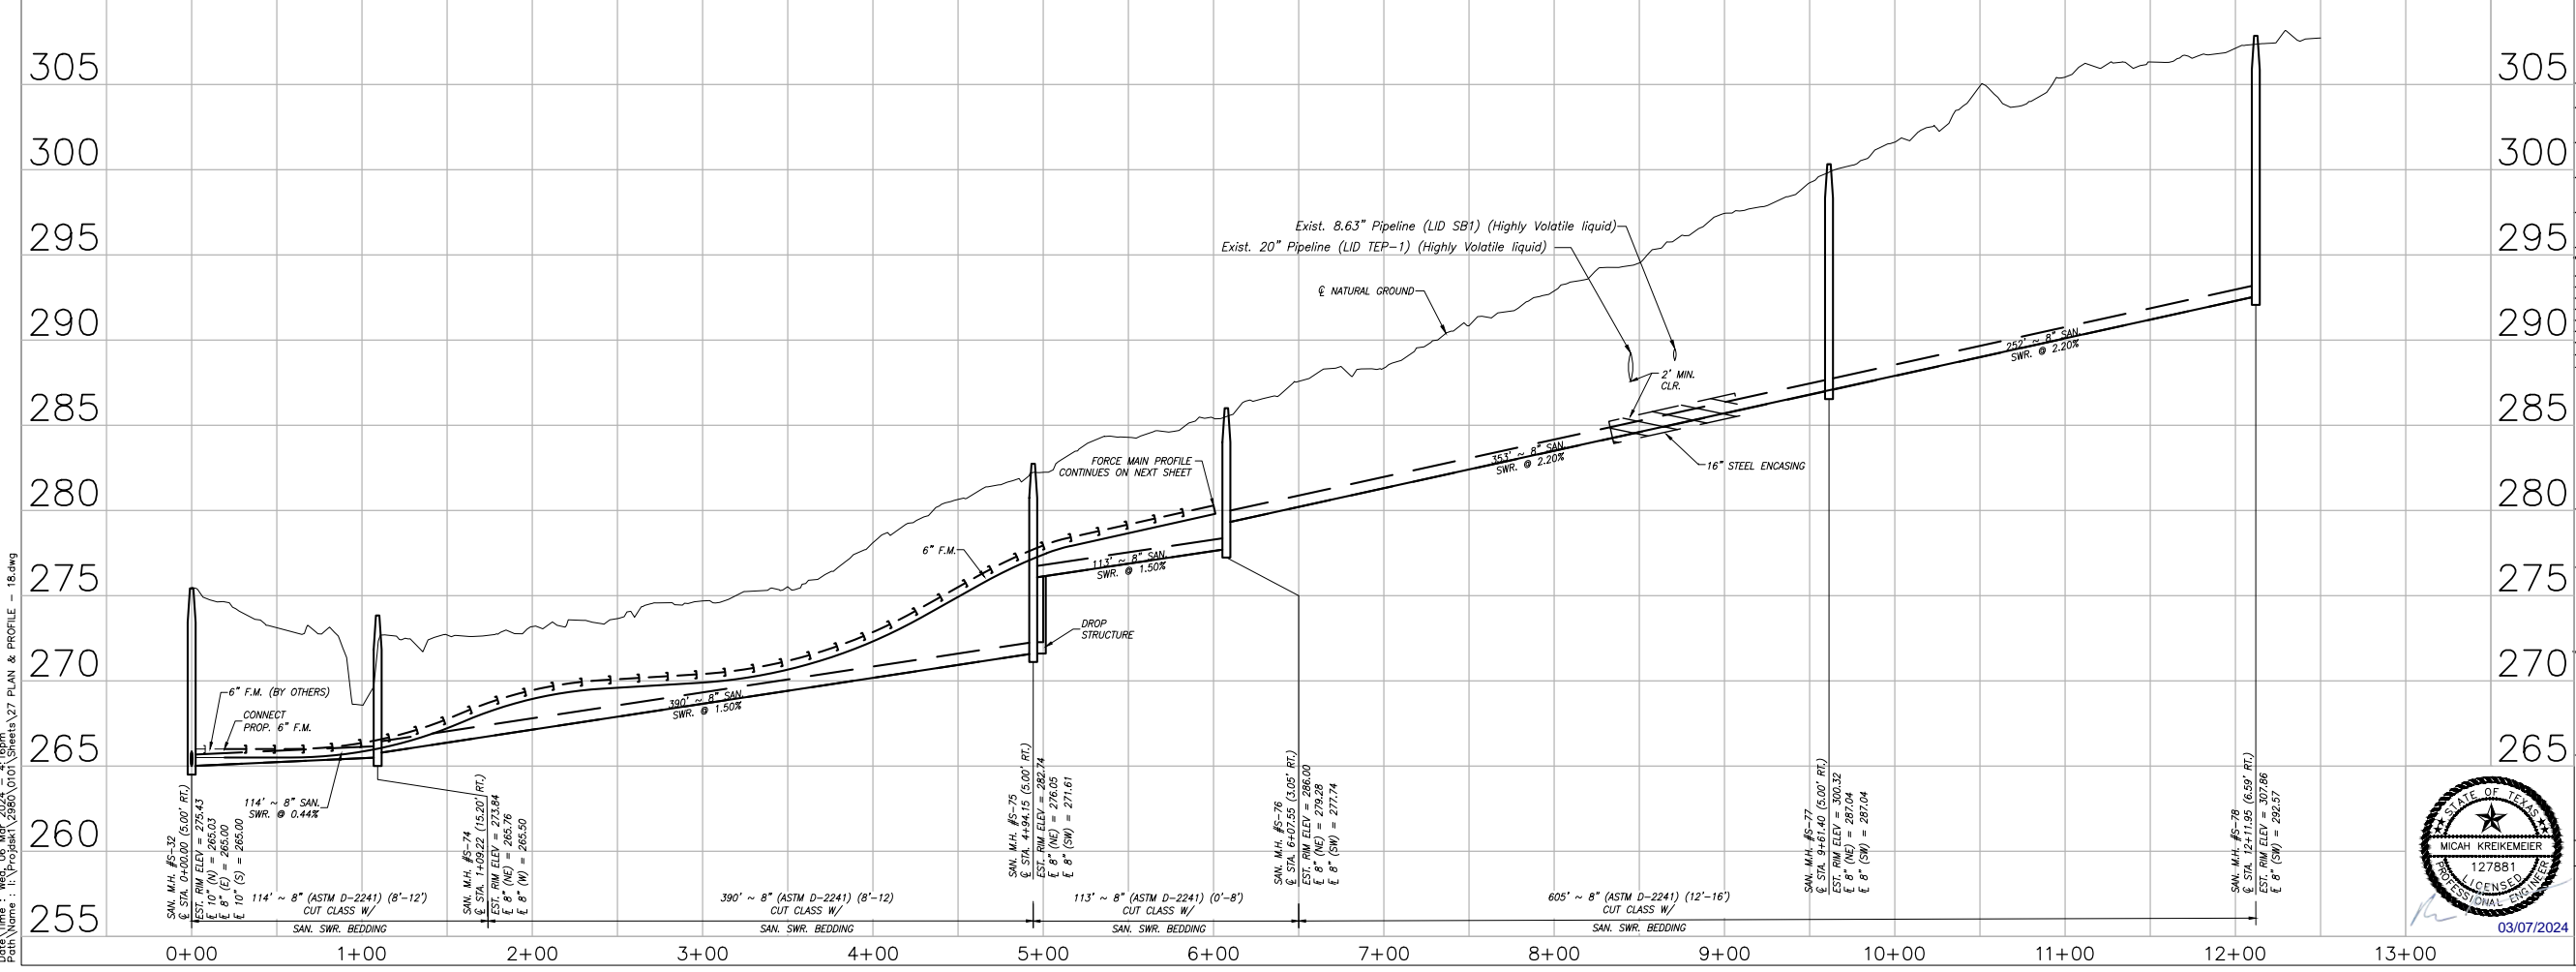 305
305
300
300
Exist. 8.63" Pipeline (LID SB1) (Highly Volatile liquid)
295
Exist. 20" Pipeline (LID TEP-1) (Highly Volatile liquid)
295
℄ NATURAL GROUND
290
252' ~ 8" SAN.
SWR. @ 2.20%
290
2' MIN.
CLR.
285
285
353' ~ 8" SAN.
SWR. @ 2.20%
16" STEEL ENCASING
FORCE MAIN PROFILE
CONTINUES ON NEXT SHEET
280
280
6" F.M.
113' ~ 8" SAN.
SWR. @ 1.50%
275
275
DROP
STRUCTURE
270
270
6" F.M. (BY OTHERS)
CONNECT
PROP. 6" F.M.
390' ~ 8" SAN.
SWR. @ 1.50%
265
265
114' ~ 8" SAN.
SWR. @ 0.44%
260
260
SAN. M.H. #S-32
℄ STA. 0+00.00 (5.00' RT.)
EST. RIM ELEV = 275.43
10" (N) = 265.03
8" (E) = 265.00
10" (S) = 265.00
SAN. M.H. #S-74
℄ STA. 1+09.22 (15.20' RT.)
EST. RIM ELEV = 273.84
8" (NE) = 265.76
8" (W) = 265.50
SAN. M.H. #S-75
℄ STA. 4+94.15 (5.00' RT.)
EST. RIM ELEV = 282.74
8" (NE) = 276.05
8" (SW) = 271.61
SAN. M.H. #S-76
℄ STA. 6+07.55 (3.05' RT.)
EST. RIM ELEV = 286.00
8" (NE) = 279.28
8" (SW) = 277.74
SAN. M.H. #S-77
℄ STA. 9+61.40 (5.00' RT.)
EST. RIM ELEV = 300.32
8" (NE) = 287.04
8" (SW) = 287.04
SAN. M.H. #S-78
℄ STA. 12+11.95 (6.59' RT.)
EST. RIM ELEV = 307.86
8" (SW) = 292.57
STATE OF TEXAS
MICAH KREIKEMEIER
127881
LICENSED
PROFESSIONAL ENGINEER
03/07/2024
255
114' ~ 8" (ASTM D-2241) (8'-12')
CUT CLASS W/
SAN. SWR. BEDDING
390' ~ 8" (ASTM D-2241) (8'-12)
CUT CLASS W/
SAN. SWR. BEDDING
113' ~ 8" (ASTM D-2241) (0'-8')
CUT CLASS W/
SAN. SWR. BEDDING
605' ~ 8" (ASTM D-2241) (12'-16')
CUT CLASS W/
SAN. SWR. BEDDING
0+00 1+00 2+00 3+00 4+00 5+00 6+00 7+00 8+00 9+00 10+00 11+00 12+00 13+00